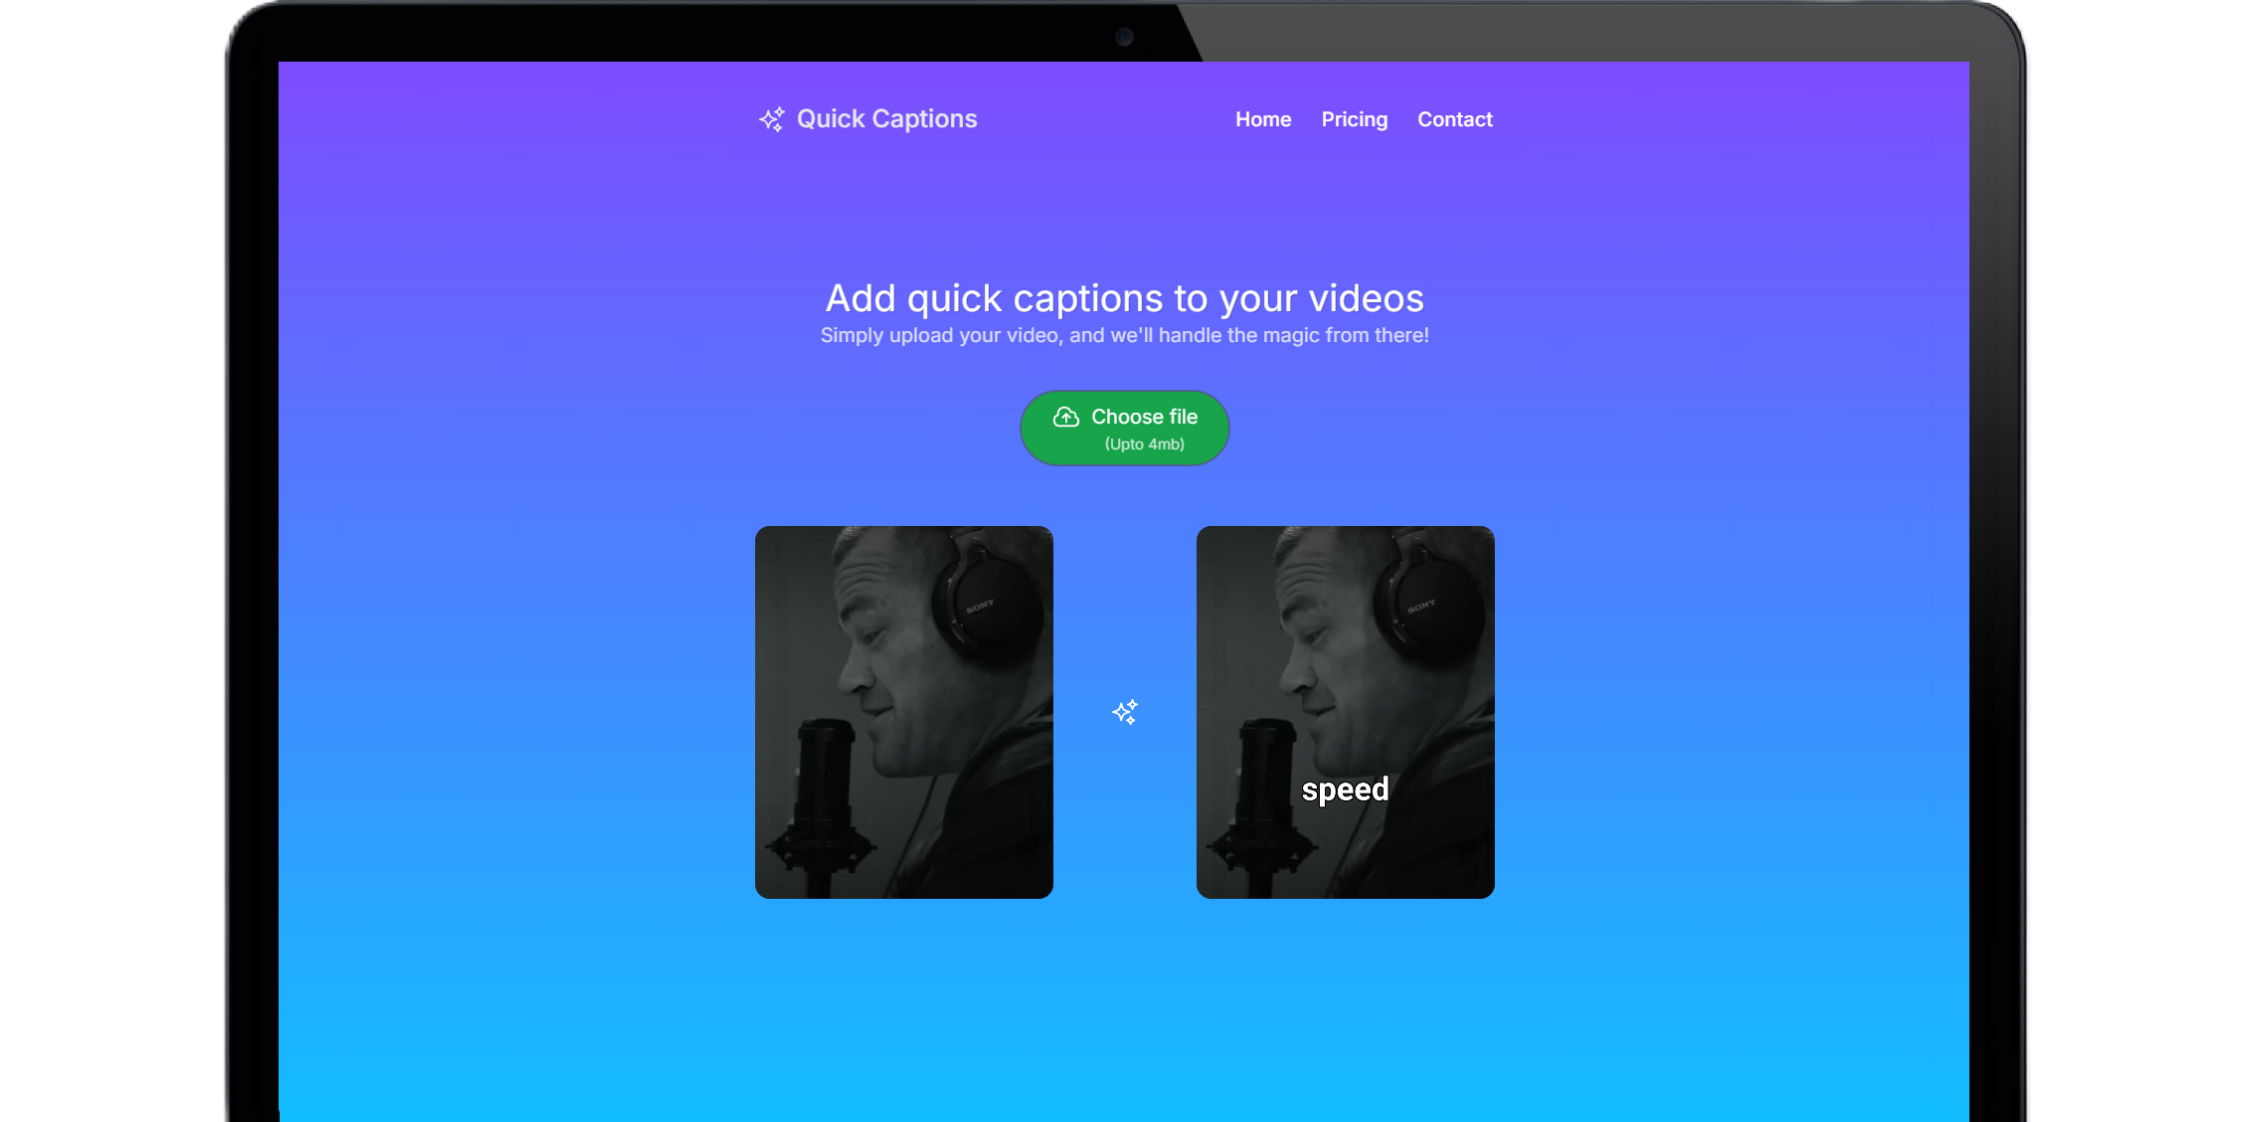 Quick Captions
Home Pricing Contact
Add quick captions to your videos
Simply upload your video, and we'll handle the magic from there!
Choose file
(Upto 4mb)
SONY
SONY
speed